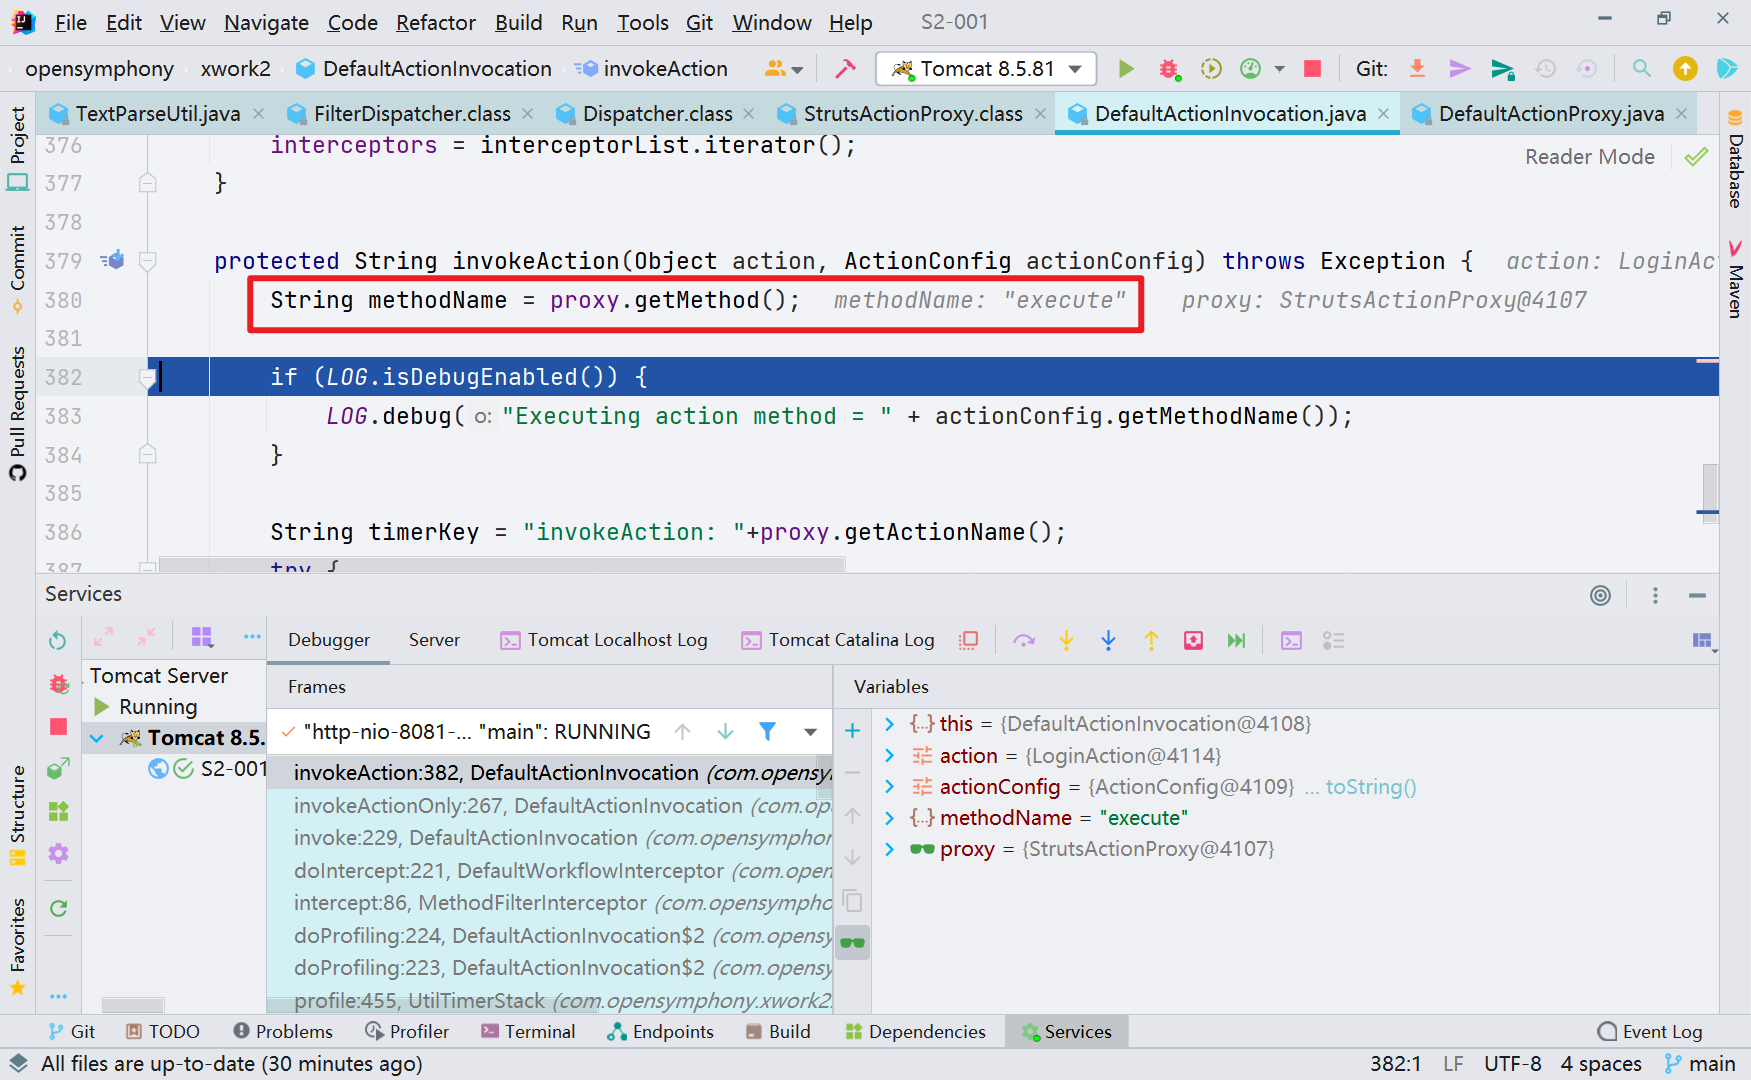 File Edit View Navigate Code Refactor Build Run Tools Git Window Help S2-001
opensymphony xwork2 DefaultActionInvocation invokeAction Tomcat 8.5.81 Git:
TextParseUtil.java FilterDispatcher.class Dispatcher.class StrutsActionProxy.class DefaultActionInvocation.java DefaultActionProxy.java
Reader Mode
376 interceptors = interceptorList.iterator();
377 }
378
379 protected String invokeAction(Object action, ActionConfig actionConfig) throws Exception { action: LoginAc
380 String methodName = proxy.getMethod(); methodName: "execute" proxy: StrutsActionProxy@4107
381
382 if (LOG.isDebugEnabled()) {
383 LOG.debug( o: "Executing action method = " + actionConfig.getMethodName());
384 }
385
386 String timerKey = "invokeAction: "+proxy.getActionName();
387 try {
Project
Commit
Pull Requests
Structure
Favorites
Database
Maven
Services
Debugger Server Tomcat Localhost Log Tomcat Catalina Log
Tomcat Server
Running
Tomcat 8.5.
S2-001
Frames
"http-nio-8081-... "main": RUNNING
invokeAction:382, DefaultActionInvocation (com.opensy
invokeActionOnly:267, DefaultActionInvocation (com.op
invoke:229, DefaultActionInvocation (com.opensymphor
doIntercept:221, DefaultWorkflowInterceptor (com.open
intercept:86, MethodFilterInterceptor (com.opensympho
doProfiling:224, DefaultActionInvocation$2 (com.opensy
doProfiling:223, DefaultActionInvocation$2 (com.opensy
profile:455, UtilTimerStack (com.opensymphony.xwork2.
Variables
this = {DefaultActionInvocation@4108}
action = {LoginAction@4114}
actionConfig = {ActionConfig@4109} ... toString()
methodName = "execute"
proxy = {StrutsActionProxy@4107}
Git TODO Problems Profiler Terminal Endpoints Build Dependencies Services Event Log
All files are up-to-date (30 minutes ago) 382:1 LF UTF-8 4 spaces main